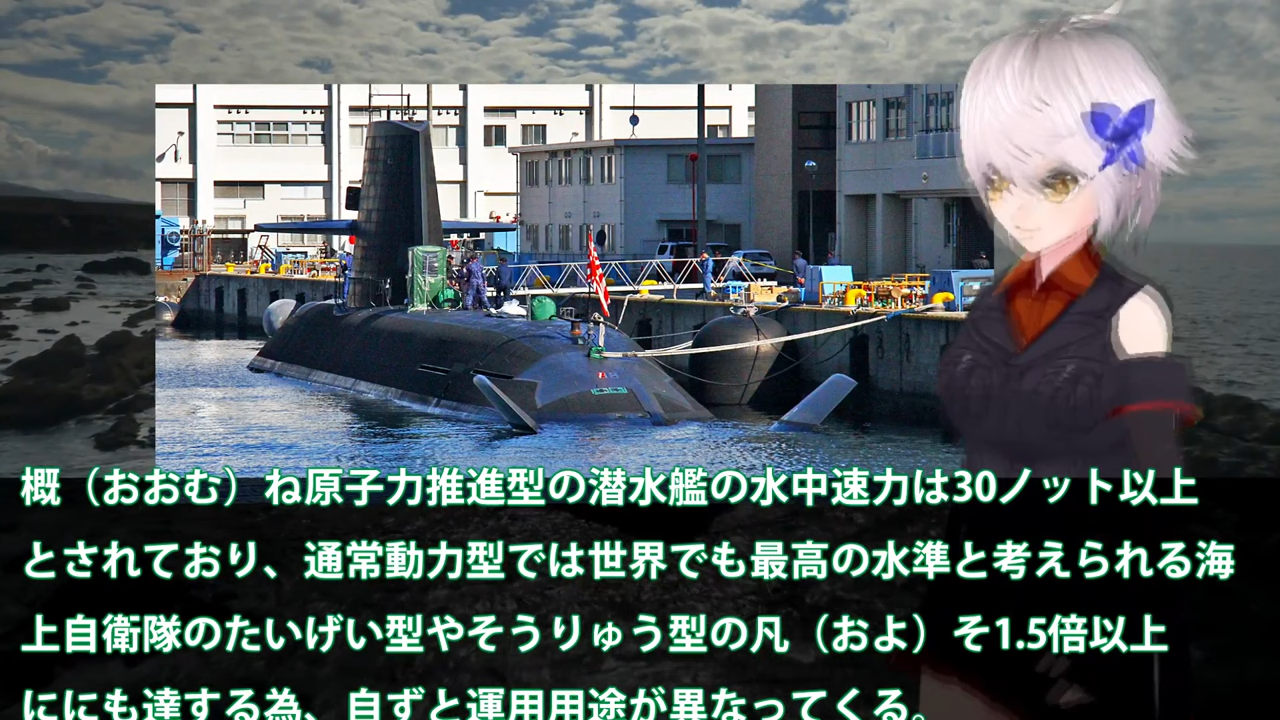 概（おおむ）ね原子力推進型の潜水艦の水中速力は30ノット以上
とされており、通常動力型では世界でも最高の水準と考えられる海
上自衛隊のたいげい型やそうりゅう型の凡（およ）そ1.5倍以上
ににも達する為、自ずと運用用途が異なってくる。